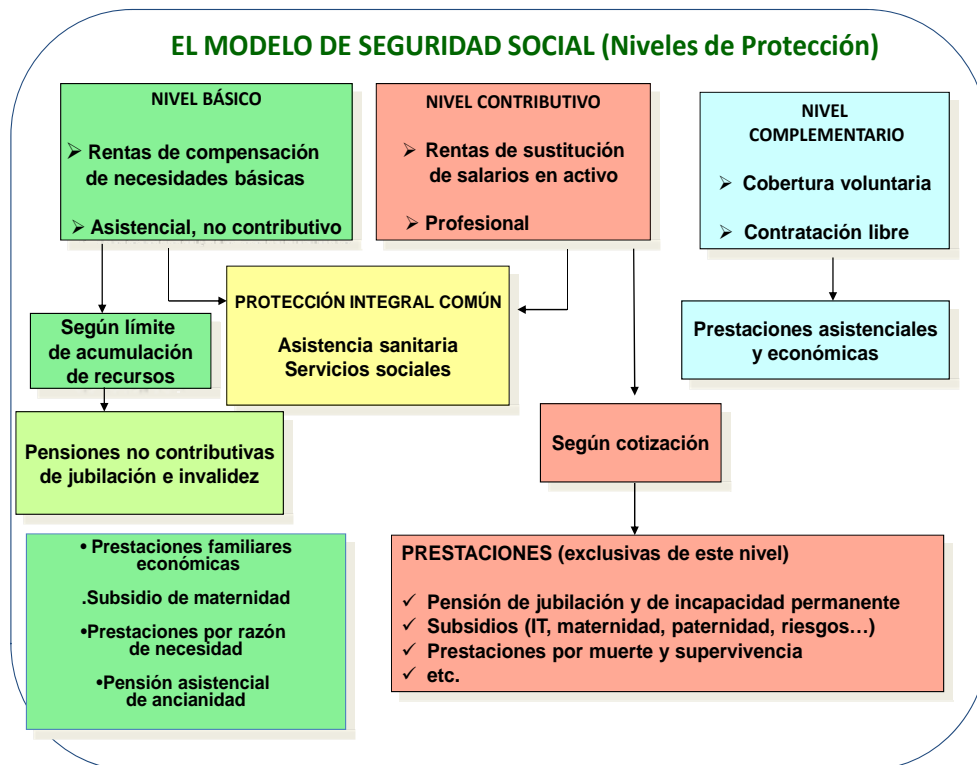 EL MODELO DE SEGURIDAD SOCIAL (Niveles de Protección)
NIVEL BÁSICO
➢ Rentas de compensación
de necesidades básicas
➢ Asistencial, no contributivo
NIVEL CONTRIBUTIVO
➢ Rentas de sustitución
de salarios en activo
➢ Profesional
NIVEL
COMPLEMENTARIO
➢ Cobertura voluntaria
➢ Contratación libre
PROTECCIÓN INTEGRAL COMÚN
Asistencia sanitaria
Servicios sociales
Según límite
de acumulación
de recursos
Prestaciones asistenciales
y económicas
Pensiones no contributivas
de jubilación e invalidez
Según cotización
• Prestaciones familiares
económicas
.Subsidio de maternidad
•Prestaciones por razón
de necesidad
•Pensión asistencial
de ancianidad
PRESTACIONES (exclusivas de este nivel)
✓ Pensión de jubilación y de incapacidad permanente
✓ Subsidios (IT, maternidad, paternidad, riesgos…)
✓ Prestaciones por muerte y supervivencia
✓ etc.